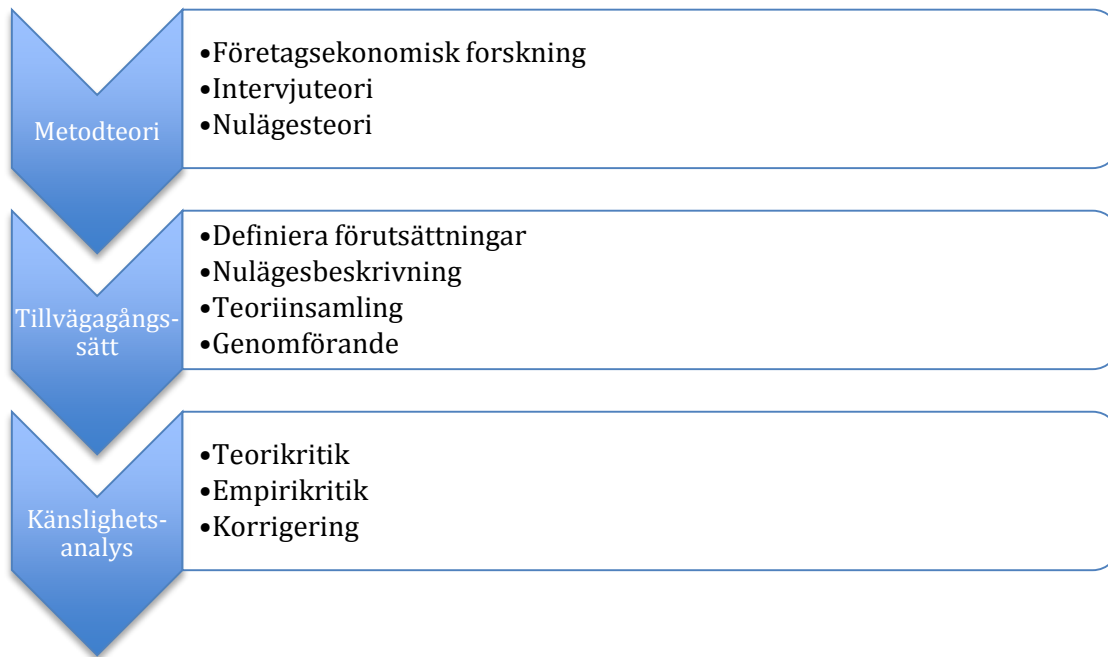 Metodteori
•Företagsekonomisk forskning
•Intervjuteori
•Nulägesteori
Tillvägagångs-
sätt
•Definiera förutsättningar
•Nulägesbeskrivning
•Teoriinsamling
•Genomförande
Känslighets-
analys
•Teorikritik
•Empirikritik
•Korrigering